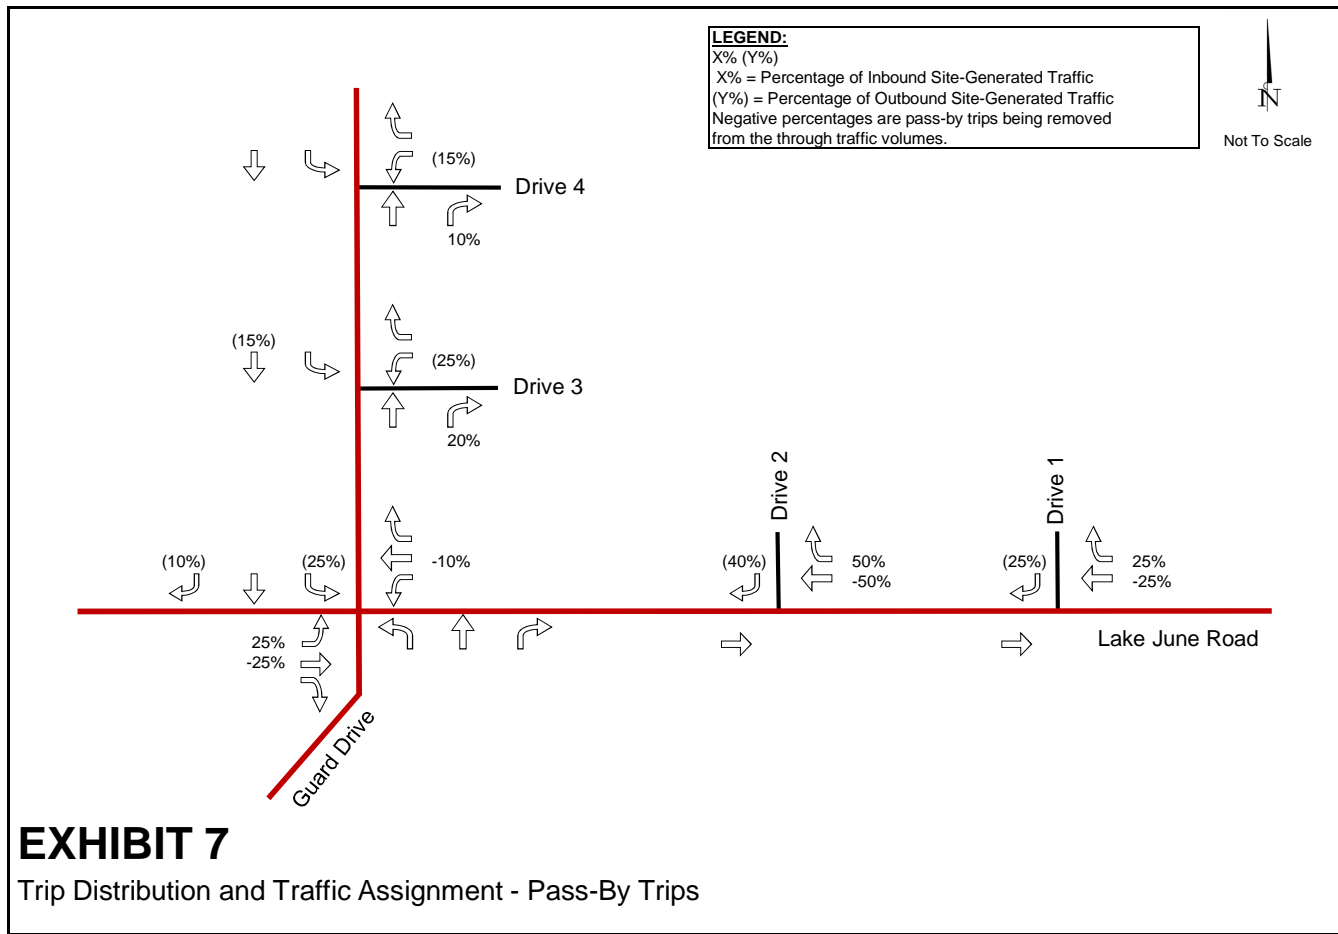 LEGEND:
X% (Y%)
X% = Percentage of Inbound Site-Generated Traffic
(Y%) = Percentage of Outbound Site-Generated Traffic
Negative percentages are pass-by trips being removed
from the through traffic volumes.
N
Not To Scale
(15%)
Drive 4
10%
(15%)
(25%)
Drive 3
20%
Drive 2
Drive 1
(10%)
(25%)
-10%
(40%)
50%
-50%
(25%)
25%
-25%
25%
-25%
Lake June Road
Guard Drive
EXHIBIT 7
Trip Distribution and Traffic Assignment - Pass-By Trips